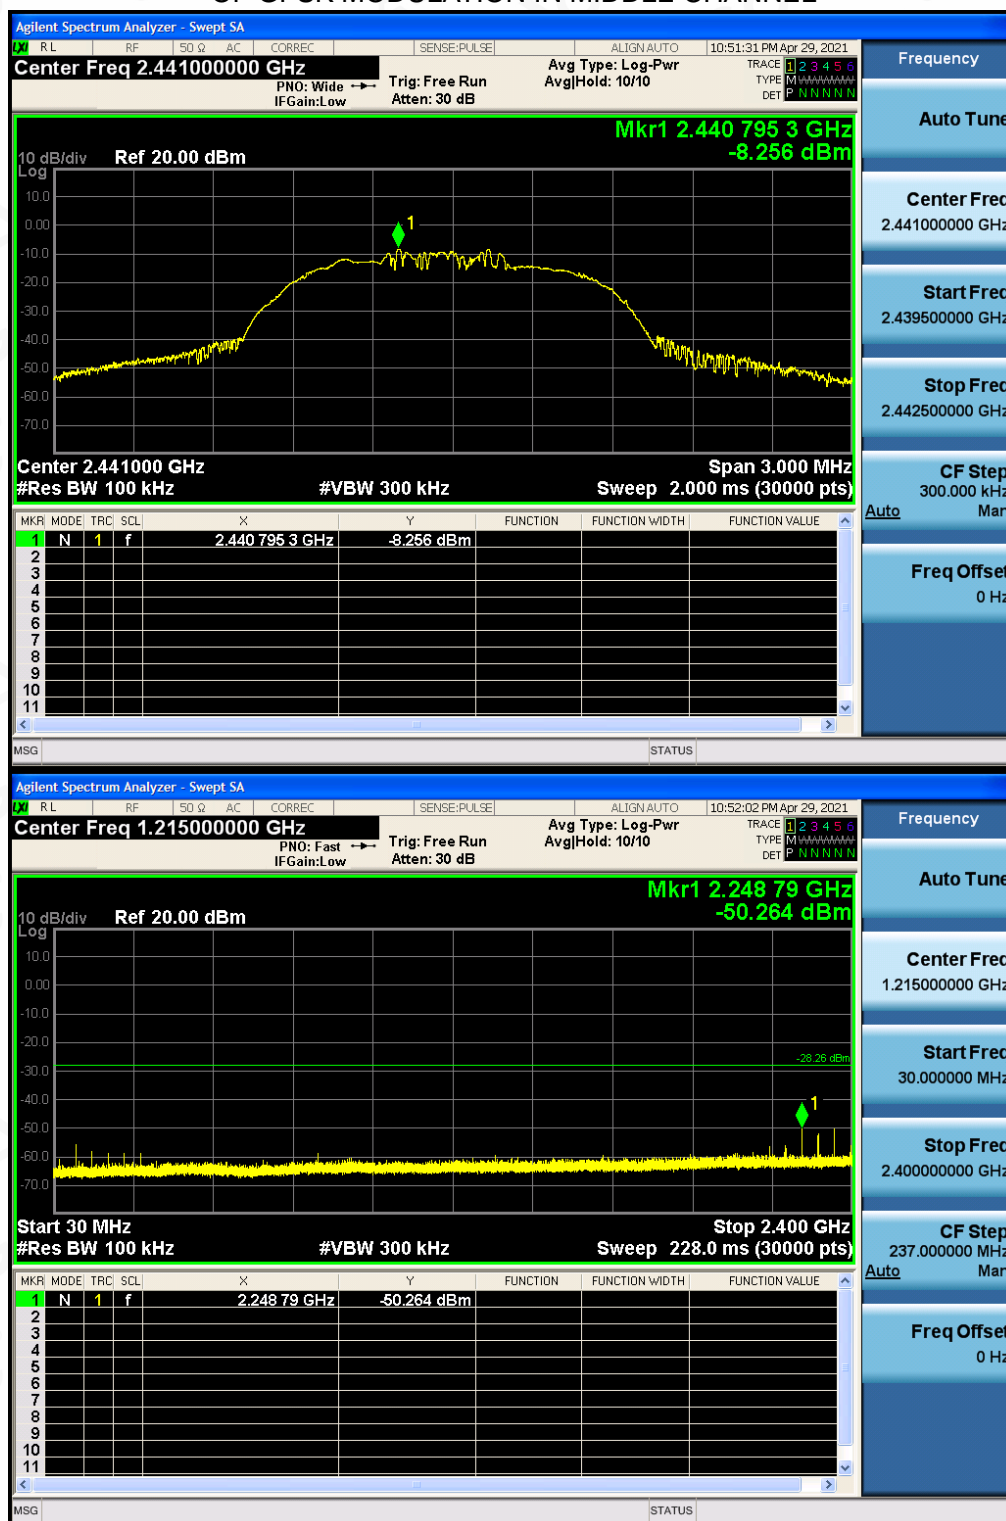 OF GFSK MODULATION IN MIDDLE CHANNEL
Agilent Spectrum Analyzer - Swept SA
LXI RL RF 50 Ω AC CORREC SENSE:PULSE ALIGN AUTO 10:51:31 PM Apr 29, 2021
Center Freq 2.441000000 GHz
PNO: Wide
IFGain:Low
Trig: Free Run
Atten: 30 dB
Avg Type: Log-Pwr
Avg|Hold: 10/10
TRACE 1 2 3 4 5 6
TYPE M
DET P N N N N N
Mkr1 2.440 795 3 GHz
-8.256 dBm
10 dB/div Ref 20.00 dBm
Log
10.0
0.00
-10.0
-20.0
-30.0
-40.0
-50.0
-60.0
-70.0
1
Center 2.441000 GHz Span 3.000 MHz
#Res BW 100 kHz #VBW 300 kHz Sweep 2.000 ms (30000 pts)
MKR MODE TRC SCL X Y FUNCTION FUNCTION WIDTH FUNCTION VALUE
1 N 1 f 2.440 795 3 GHz -8.256 dBm
2
3
4
5
6
7
8
9
10
11
MSG STATUS
Frequency
Auto Tune
Center Freq
2.441000000 GHz
Start Freq
2.439500000 GHz
Stop Freq
2.442500000 GHz
CF Step
300.000 kHz
Auto Man
Freq Offset
0 Hz
Agilent Spectrum Analyzer - Swept SA
LXI RL RF 50 Ω AC CORREC SENSE:PULSE ALIGN AUTO 10:52:02 PM Apr 29, 2021
Center Freq 1.215000000 GHz
PNO: Fast
IFGain:Low
Trig: Free Run
Atten: 30 dB
Avg Type: Log-Pwr
Avg|Hold: 10/10
TRACE 1 2 3 4 5 6
TYPE M
DET P N N N N N
Mkr1 2.248 79 GHz
-50.264 dBm
10 dB/div Ref 20.00 dBm
Log
10.0
0.00
-10.0
-20.0
-30.0
-40.0
-50.0
-60.0
-70.0
-28.26 dBm
1
Start 30 MHz Stop 2.400 GHz
#Res BW 100 kHz #VBW 300 kHz Sweep 228.0 ms (30000 pts)
MKR MODE TRC SCL X Y FUNCTION FUNCTION WIDTH FUNCTION VALUE
1 N 1 f 2.248 79 GHz -50.264 dBm
2
3
4
5
6
7
8
9
10
11
MSG STATUS
Frequency
Auto Tune
Center Freq
1.215000000 GHz
Start Freq
30.000000 MHz
Stop Freq
2.400000000 GHz
CF Step
237.000000 MHz
Auto Man
Freq Offset
0 Hz